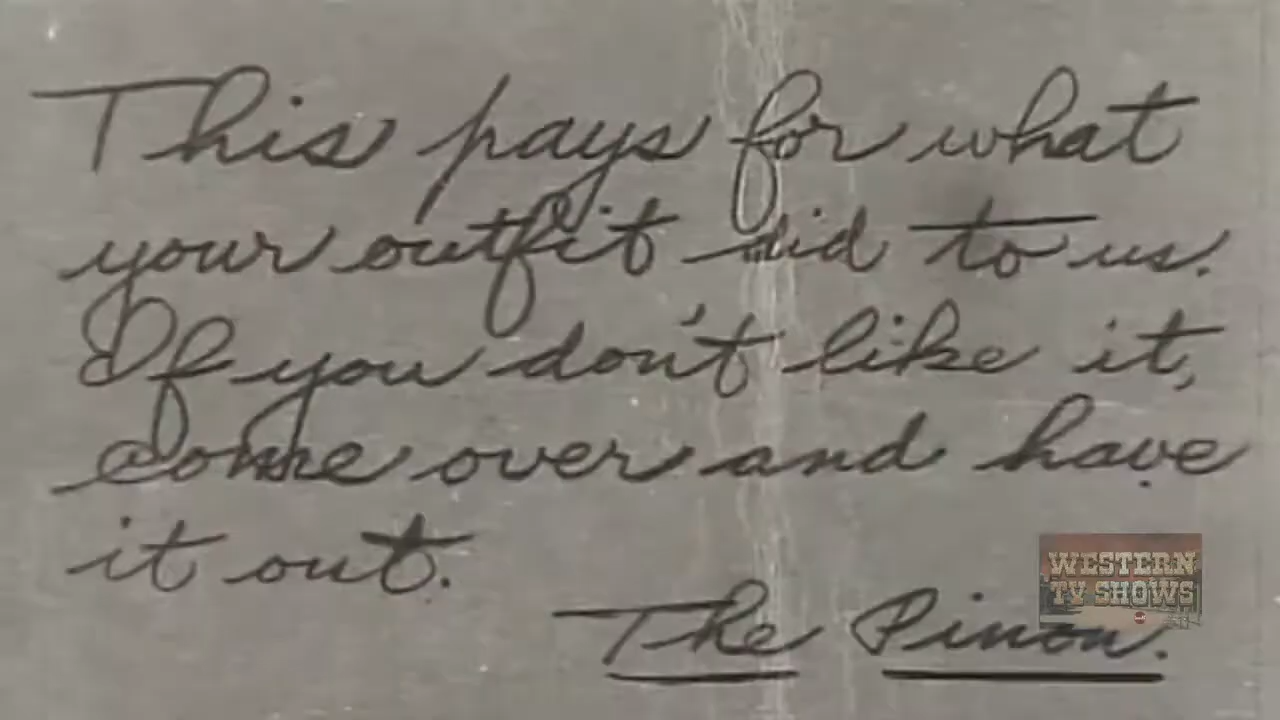 This pays for what
your outfit did to us.
If you don't like it,
come over and have
it out.
The Pinon.
WESTERN
TV SHOWS